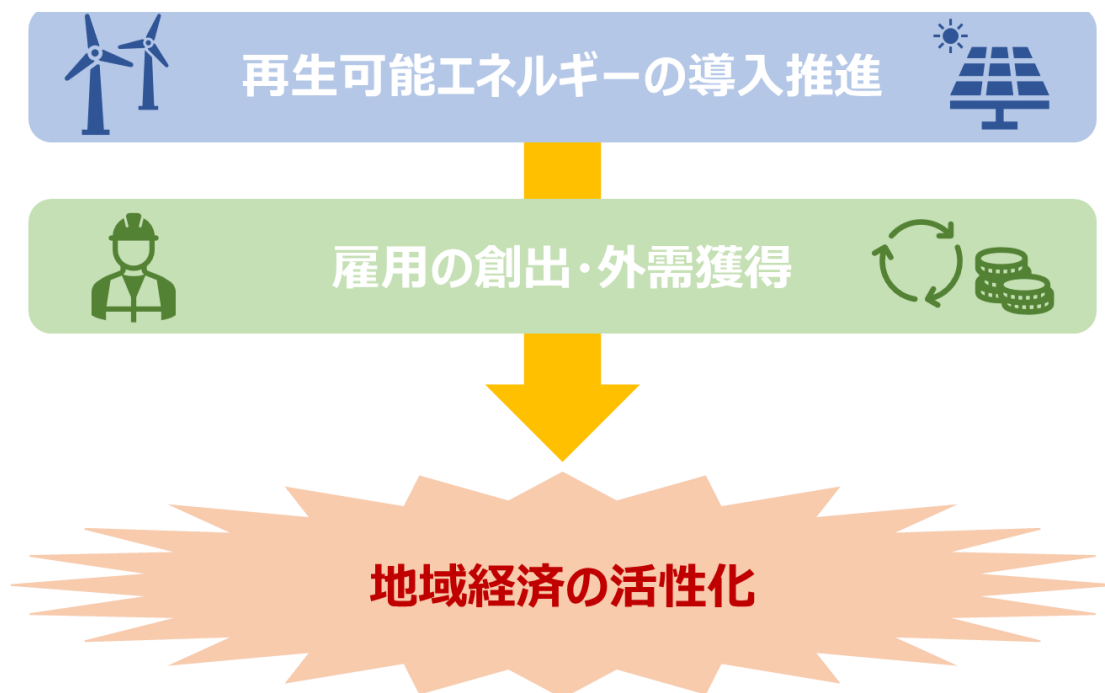 再生可能エネルギーの導入推進
雇用の創出・外需獲得
地域経済の活性化